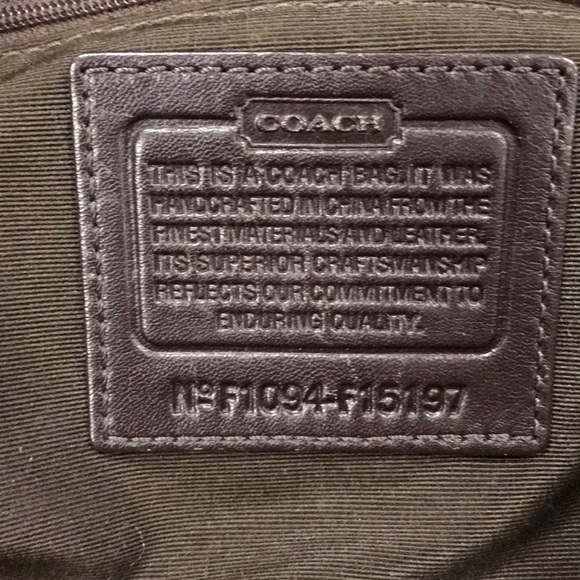 COACH
THIS IS A COACH BAG. IT WAS
HANDCRAFTED IN CHINA FROM THE
FINEST MATERIALS AND LEATHER.
ITS SUPERIOR CRAFTSMANSHIP
REFLECTS OUR COMMITMENT TO
ENDURING QUALITY.
Nº F1094-F15197